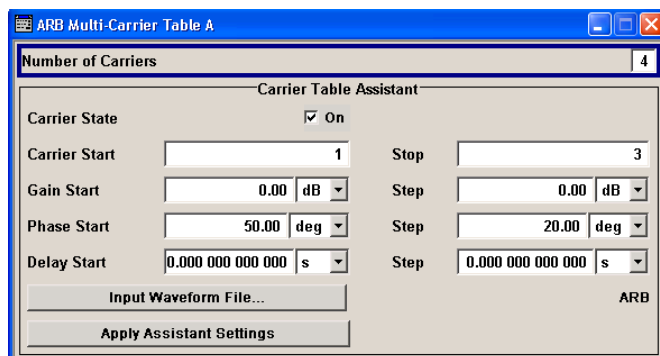 ARB Multi-Carrier Table A
Number of Carriers 4
Carrier Table Assistant
Carrier State On
Carrier Start 1 Stop 3
Gain Start 0.00 dB Step 0.00 dB
Phase Start 50.00 deg Step 20.00 deg
Delay Start 0.000 000 000 000 s Step 0.000 000 000 000 s
Input Waveform File... ARB
Apply Assistant Settings